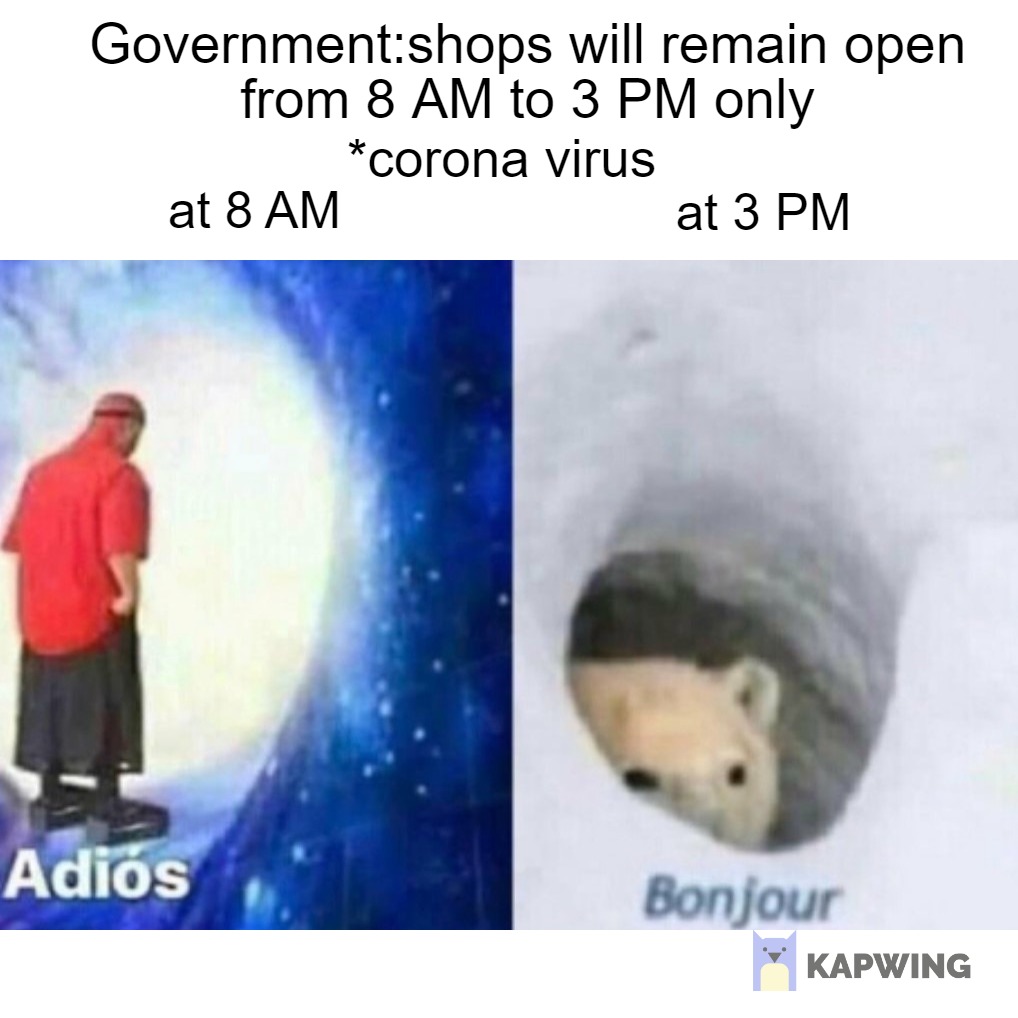 Government:shops will remain open
from 8 AM to 3 PM only
*corona virus
at 8 AM
at 3 PM
Adiós
Bonjour
KAPWING